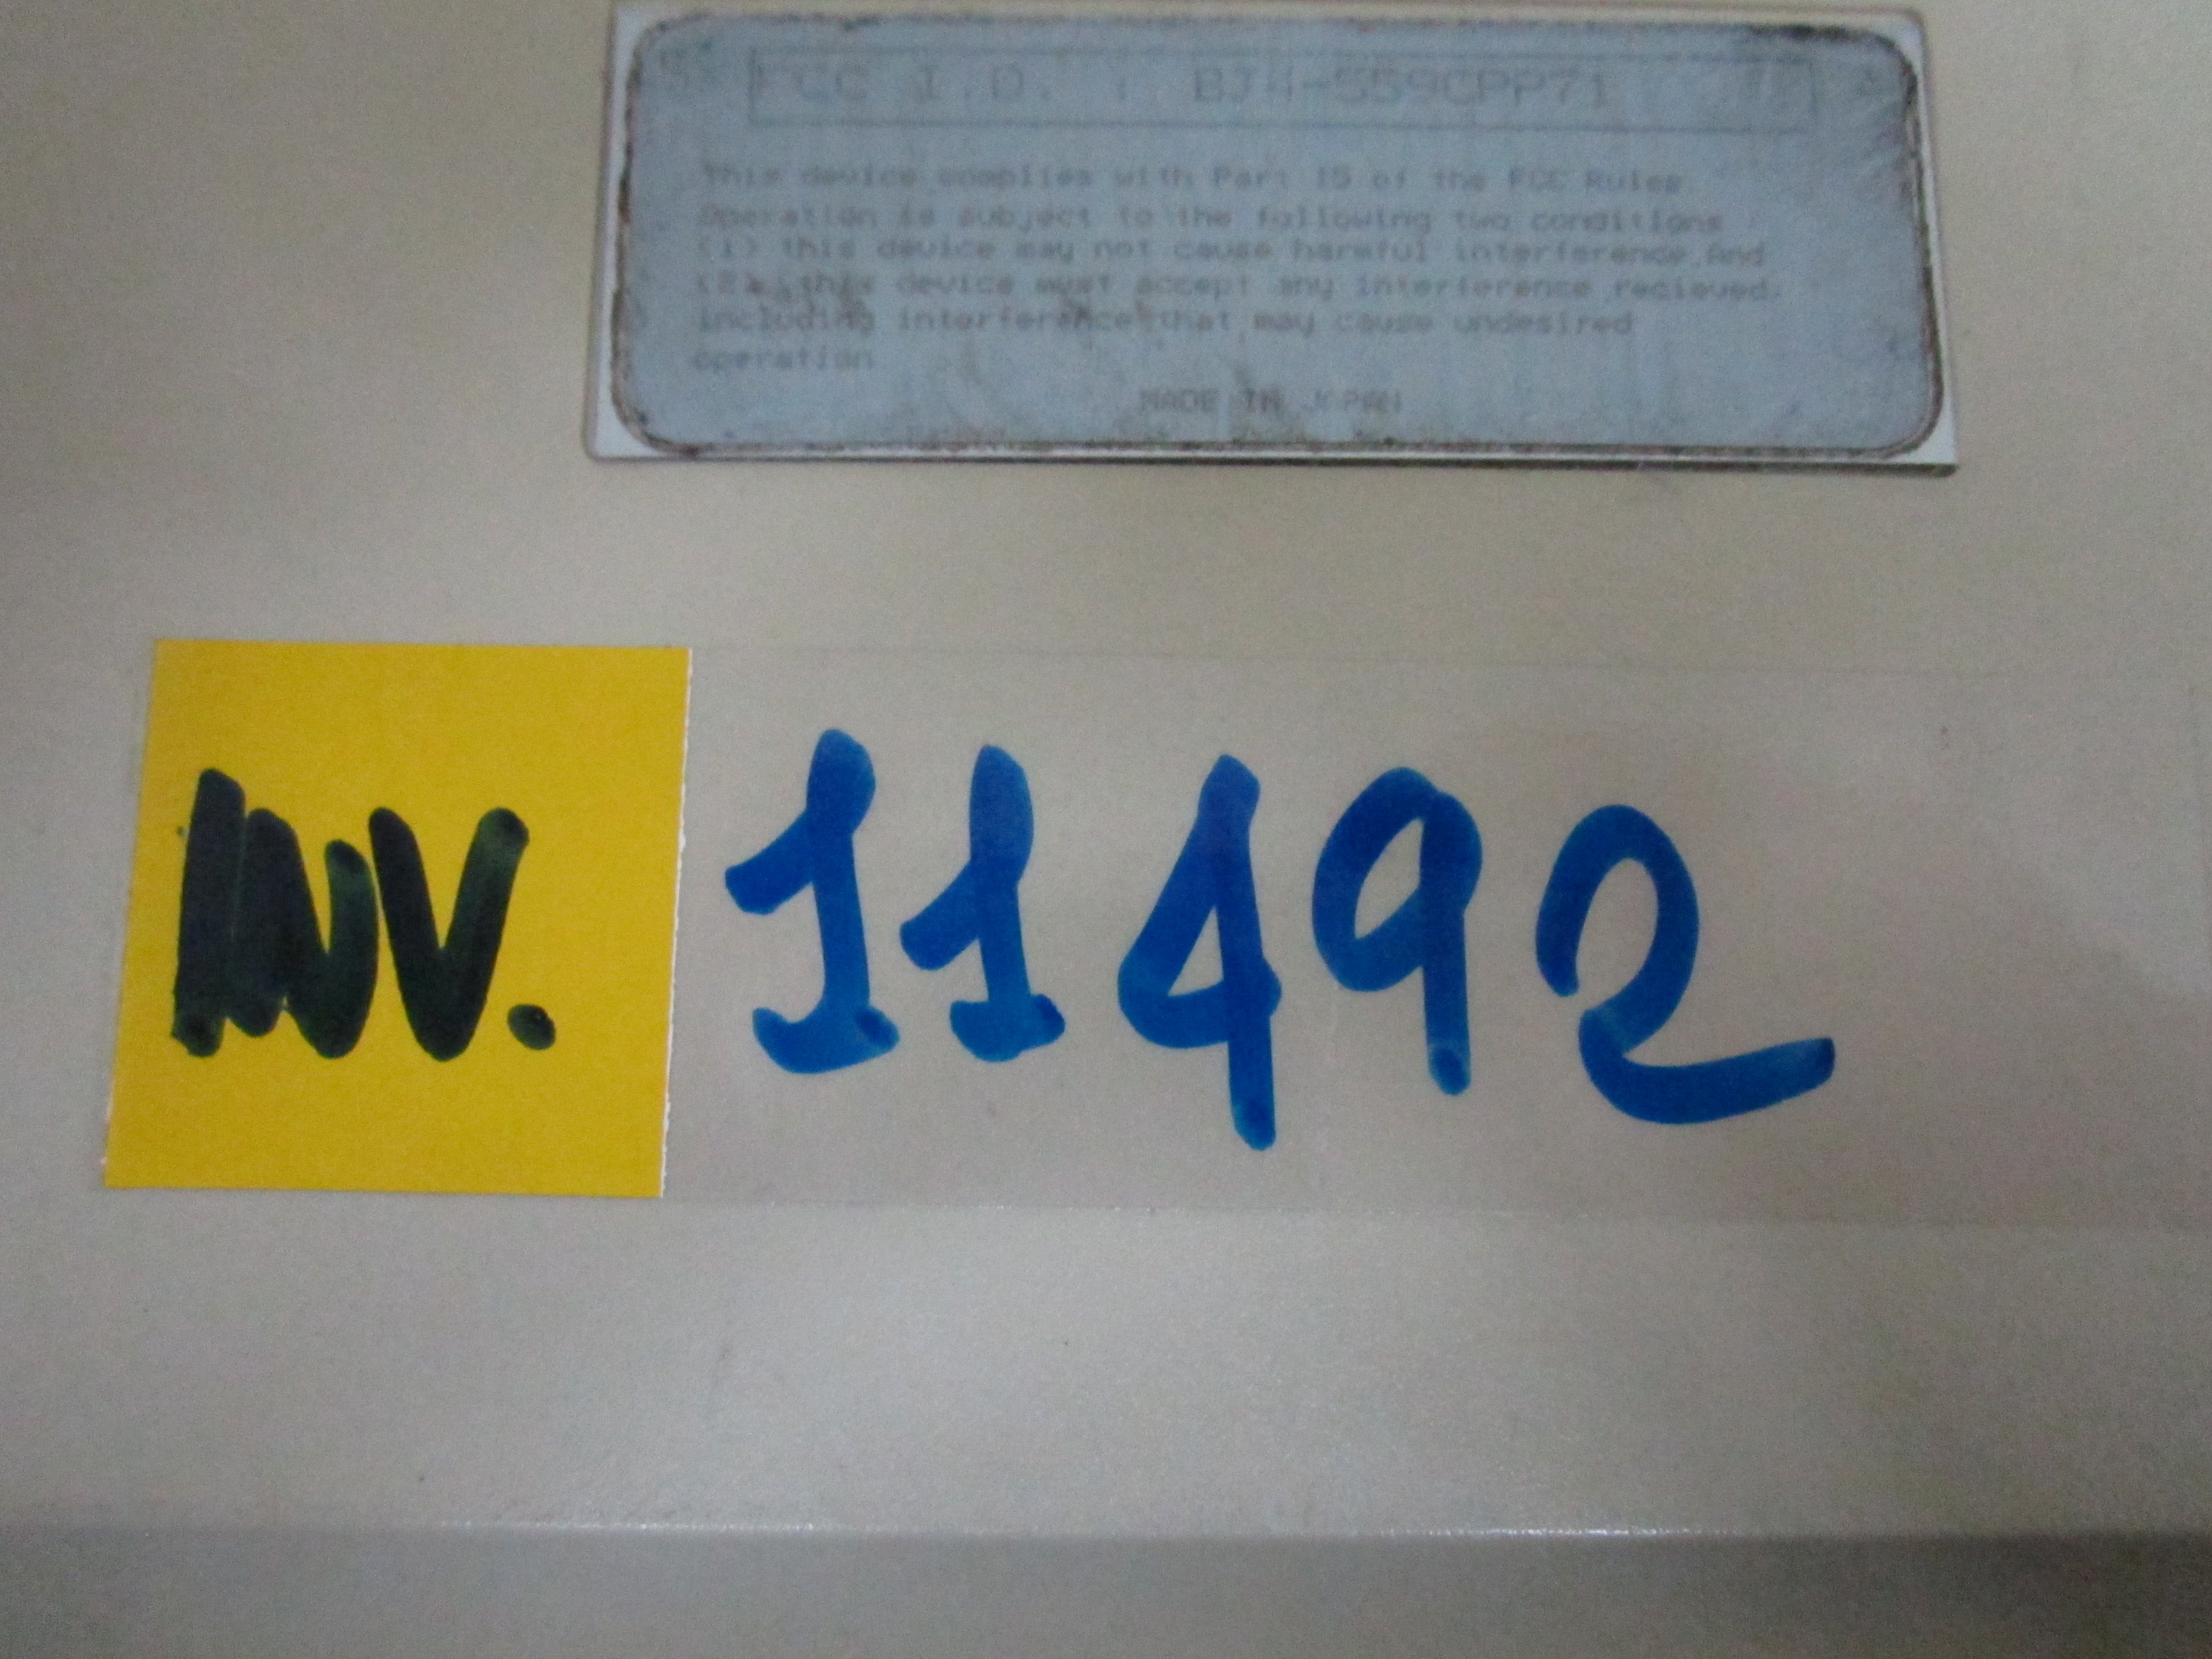 FCC I.D. : BJ4-559CPP71
This device complies with Part 15 of the FCC Rules
Operation is subject to the following two conditions
(1) this device may not cause harmful interference,And
(2) this device must accept any interference recieved,
including interference that may cause undesired
operation
MADE IN JAPAN
INV. 11492